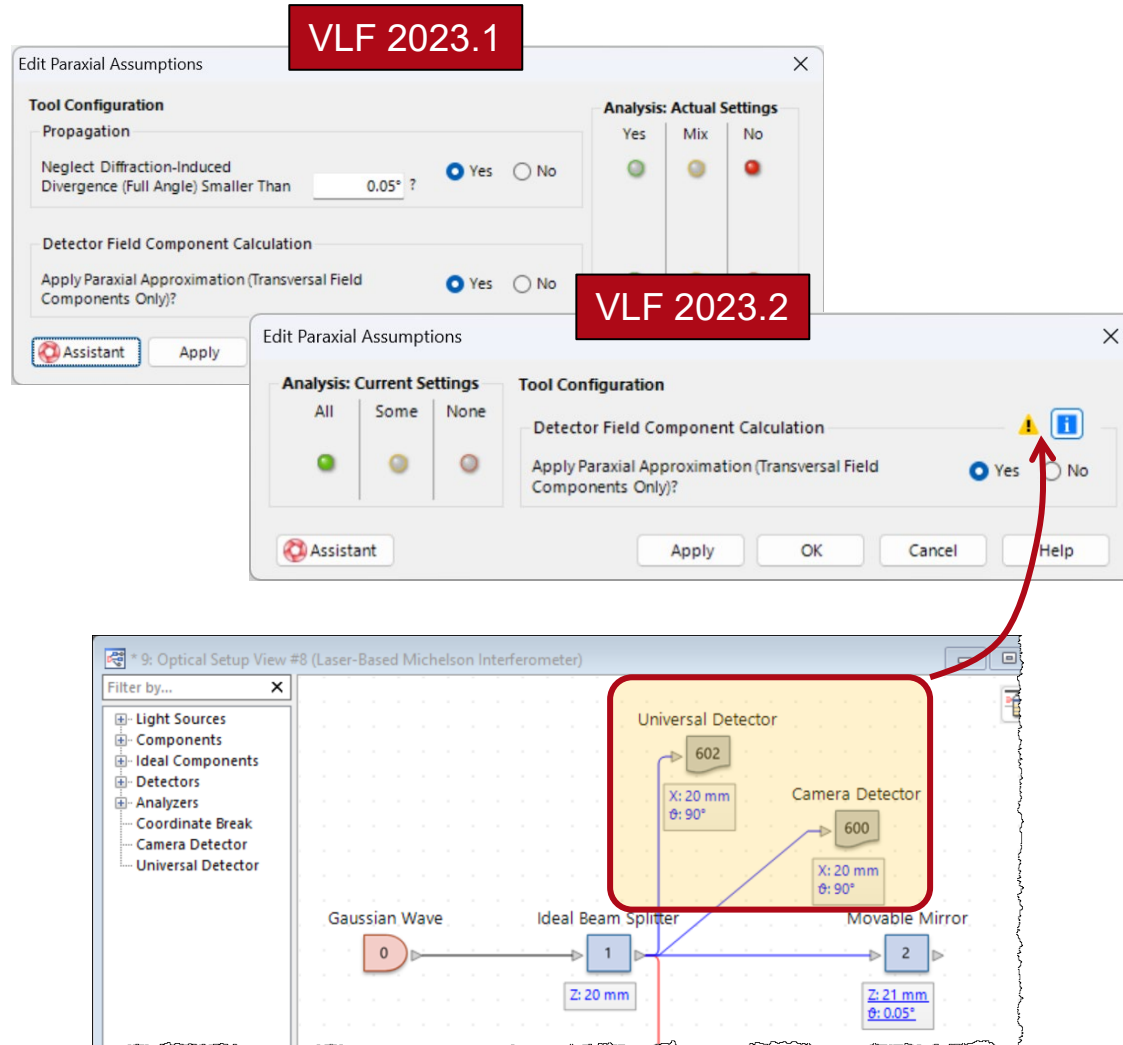 VLF 2023.1
Edit Paraxial Assumptions
Tool Configuration
Propagation
Neglect Diffraction-Induced
Divergence (Full Angle) Smaller Than 0.05° ?
Yes No
Analysis: Actual Settings
Yes Mix No
Detector Field Component Calculation
Apply Paraxial Approximation (Transversal Field
Components Only)?
Yes No
Assistant Apply
VLF 2023.2
Edit Paraxial Assumptions
Analysis: Current Settings
All Some None
Tool Configuration
Detector Field Component Calculation
Apply Paraxial Approximation (Transversal Field
Components Only)?
Yes No
Assistant Apply OK Cancel Help
* 9: Optical Setup View #8 (Laser-Based Michelson Interferometer)
Filter by...
Light Sources
Components
Ideal Components
Detectors
Analyzers
Coordinate Break
Camera Detector
Universal Detector
Universal Detector
602
X: 20 mm
ϑ: 90°
Camera Detector
600
X: 20 mm
ϑ: 90°
Gaussian Wave
0
Ideal Beam Splitter
1
Z: 20 mm
Movable Mirror
2
Z: 21 mm
ϑ: 0.05°